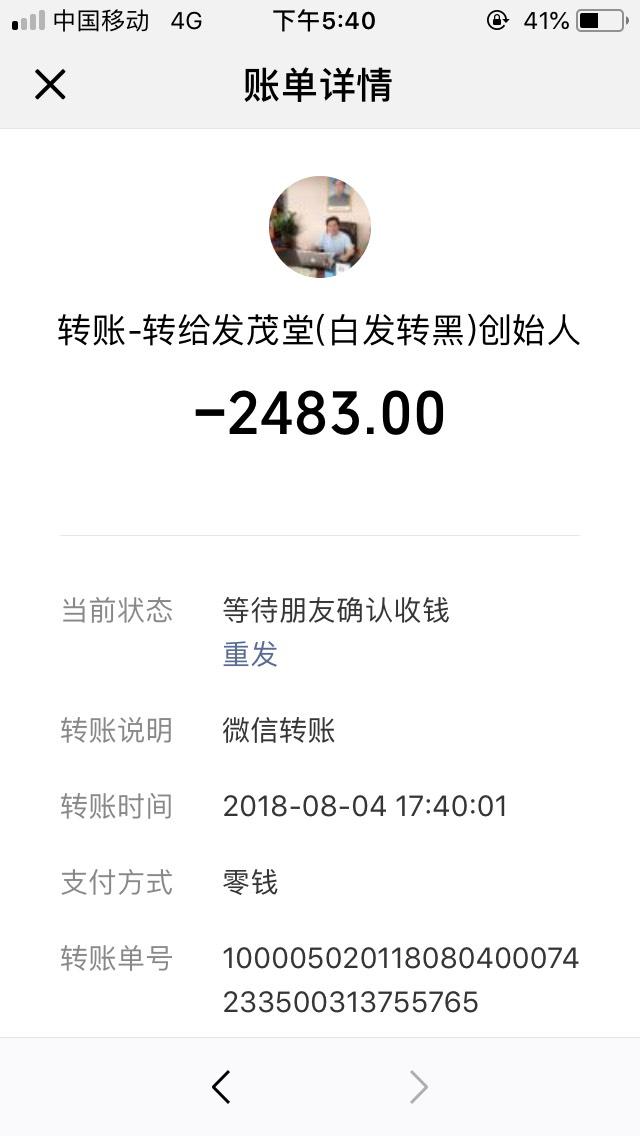 中国移动 4G 下午5:40 41%
账单详情
转账-转给发茂堂(白发转黑)创始人
-2483.00
当前状态 等待朋友确认收钱
重发
转账说明 微信转账
转账时间 2018-08-04 17:40:01
支付方式 零钱
转账单号 100005020118080400074
233500313755765